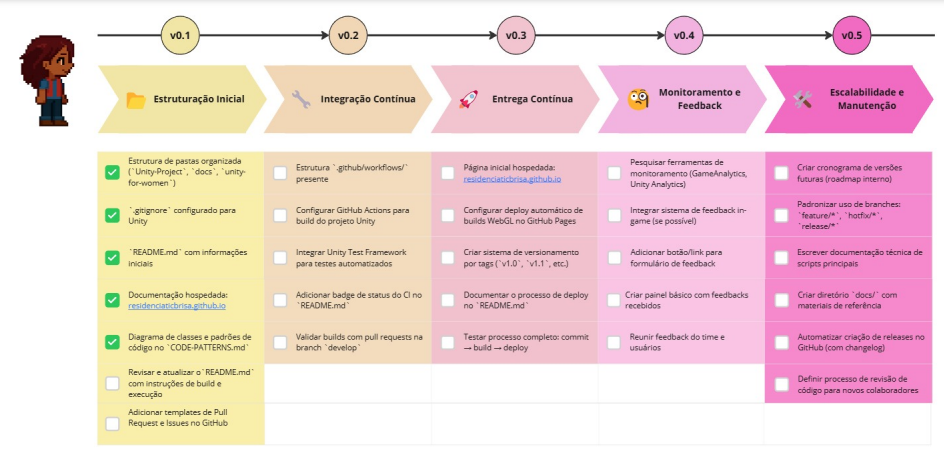 v0.1
v0.2
v0.3
v0.4
v0.5
Estruturação Inicial
Integração Contínua
Entrega Contínua
Monitoramento e
Feedback
Escalabilidade e
Manutenção
Estrutura de pastas organizada
(`Unity-Project`, `docs`, `unity-
for-women`)
`.gitignore` configurado para
Unity
`README.md` com informações
iniciais
Documentação hospedada:
residenciaticbrisa.github.io
Diagrama de classes e padrões de
código no `CODE-PATTERNS.md`
Revisar e atualizar o `README.md`
com instruções de build e
execução
Adicionar templates de Pull
Request e Issues no GitHub
Estrutura `.github/workflows/`
presente
Configurar GitHub Actions para
build do projeto Unity
Integrar Unity Test Framework
para testes automatizados
Adicionar badge de status do CI no
`README.md`
Validar builds com pull requests na
branch `develop`
Página inicial hospedada:
residenciaticbrisa.github.io
Configurar deploy automático de
builds WebGL no GitHub Pages
Criar sistema de versionamento
por tags (`v1.0`, `v1.1`, etc.)
Documentar o processo de deploy
no `README.md`
Testar processo completo: commit
→ build → deploy
Pesquisar ferramentas de
monitoramento (GameAnalytics,
Unity Analytics)
Integrar sistema de feedback in-
game (se possível)
Adicionar botão/link para
formulário de feedback
Criar painel básico com feedbacks
recebidos
Reunir feedback do time e
usuários
Criar cronograma de versões
futuras (roadmap interno)
Padronizar uso de branches:
`feature/*`, `hotfix/*`,
`release/*`
Escrever documentação técnica de
scripts principais
Criar diretório `docs/` com
materiais de referência
Automatizar criação de releases no
GitHub (com changelog)
Definir processo de revisão de
código para novos colaboradores